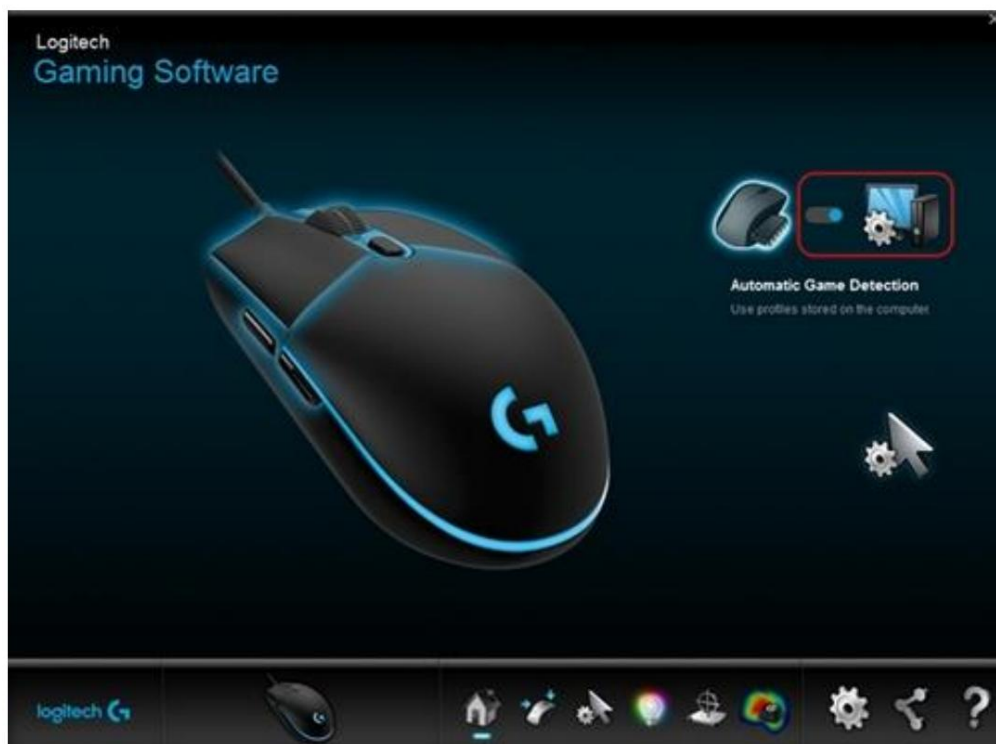 Logitech
Gaming Software
Automatic Game Detection
Use profiles stored on the computer.
logitech G